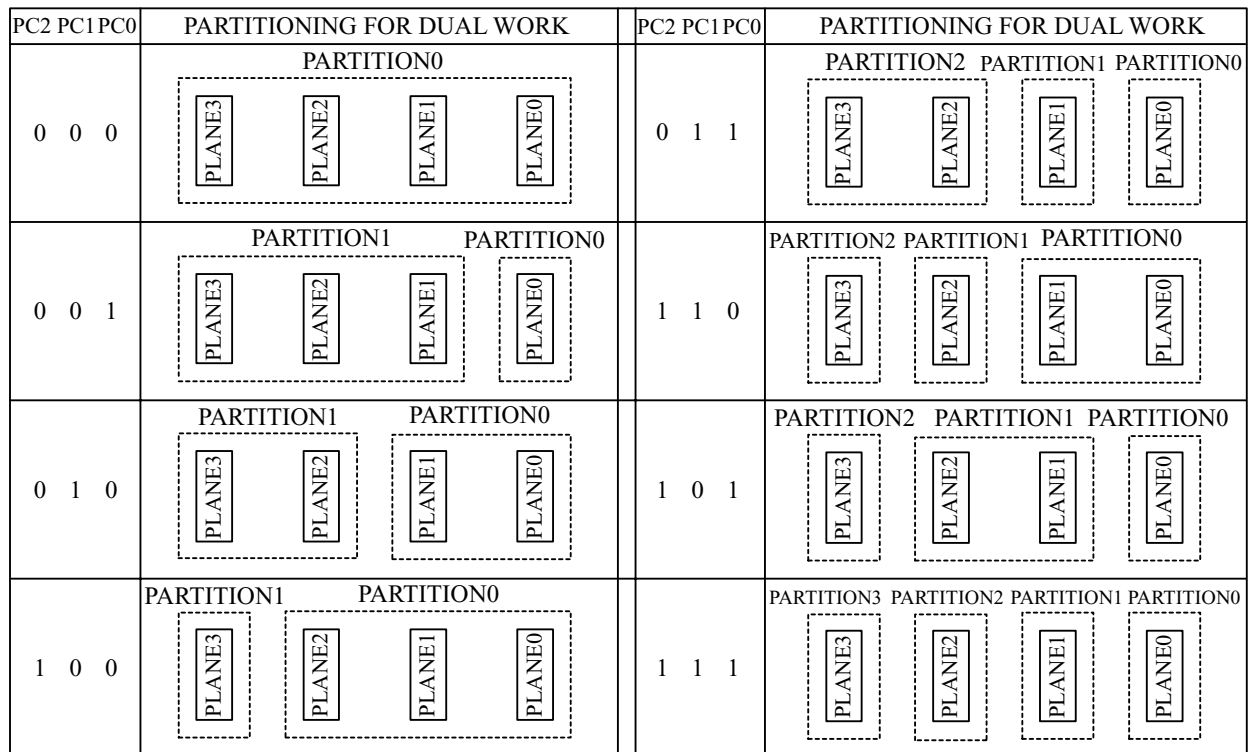 PC2 PC1 PC0 PARTITIONING FOR DUAL WORK PC2 PC1 PC0 PARTITIONING FOR DUAL WORK
PARTITION0
0 0 0
PLANE3 PLANE2 PLANE1 PLANE0
PARTITION2 PARTITION1 PARTITION0
0 1 1
PLANE3 PLANE2 PLANE1 PLANE0
PARTITION1 PARTITION0
0 0 1
PLANE3 PLANE2 PLANE1 PLANE0
PARTITION2 PARTITION1 PARTITION0
1 1 0
PLANE3 PLANE2 PLANE1 PLANE0
PARTITION1 PARTITION0
0 1 0
PLANE3 PLANE2 PLANE1 PLANE0
PARTITION2 PARTITION1 PARTITION0
1 0 1
PLANE3 PLANE2 PLANE1 PLANE0
PARTITION1 PARTITION0
1 0 0
PLANE3 PLANE2 PLANE1 PLANE0
PARTITION3 PARTITION2 PARTITION1 PARTITION0
1 1 1
PLANE3 PLANE2 PLANE1 PLANE0